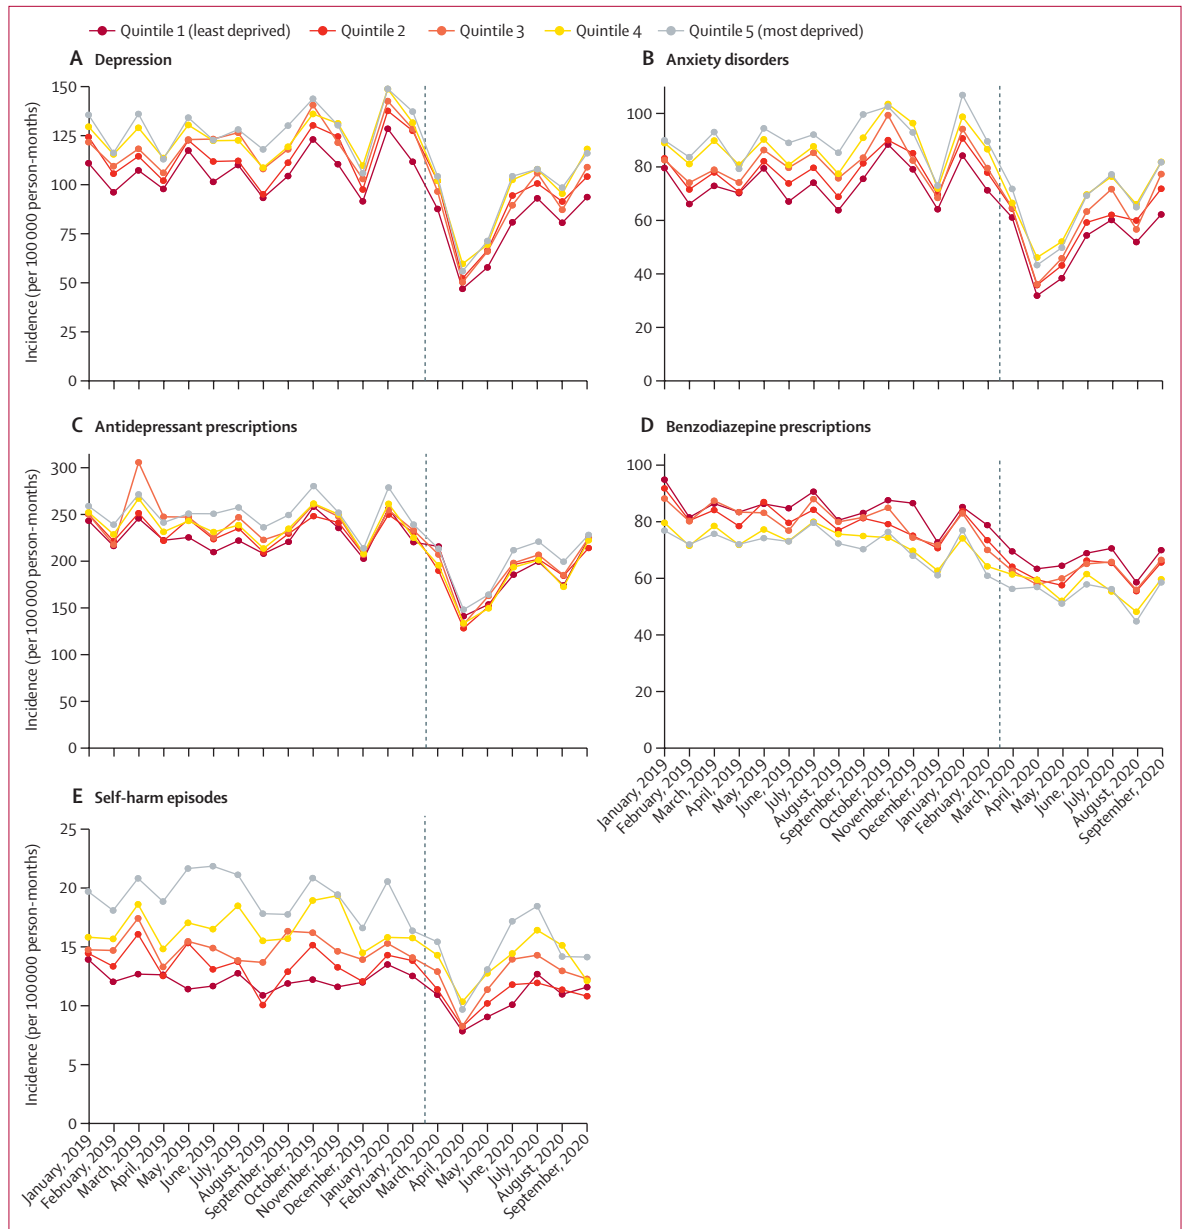 Quintile 1 (least deprived)
Quintile 2
Quintile 3
Quintile 4
Quintile 5 (most deprived)
A Depression
Incidence (per 100 000 person-months)
150
125
100
75
50
25
0
B Anxiety disorders
100
80
60
40
20
0
C Antidepressant prescriptions
Incidence (per 100 000 person-months)
300
250
200
150
100
50
0
D Benzodiazepine prescriptions
100
80
60
40
20
0
January, 2019
February, 2019
March, 2019
April, 2019
May, 2019
June, 2019
July, 2019
August, 2019
September, 2019
October, 2019
November, 2019
December, 2019
January, 2020
February, 2020
March, 2020
April, 2020
May, 2020
June, 2020
July, 2020
August, 2020
September, 2020
E Self-harm episodes
Incidence (per 100 000 person-months)
25
20
15
10
5
0
January, 2019
February, 2019
March, 2019
April, 2019
May, 2019
June, 2019
July, 2019
August, 2019
September, 2019
October, 2019
November, 2019
December, 2019
January, 2020
February, 2020
March, 2020
April, 2020
May, 2020
June, 2020
July, 2020
August, 2020
September, 2020